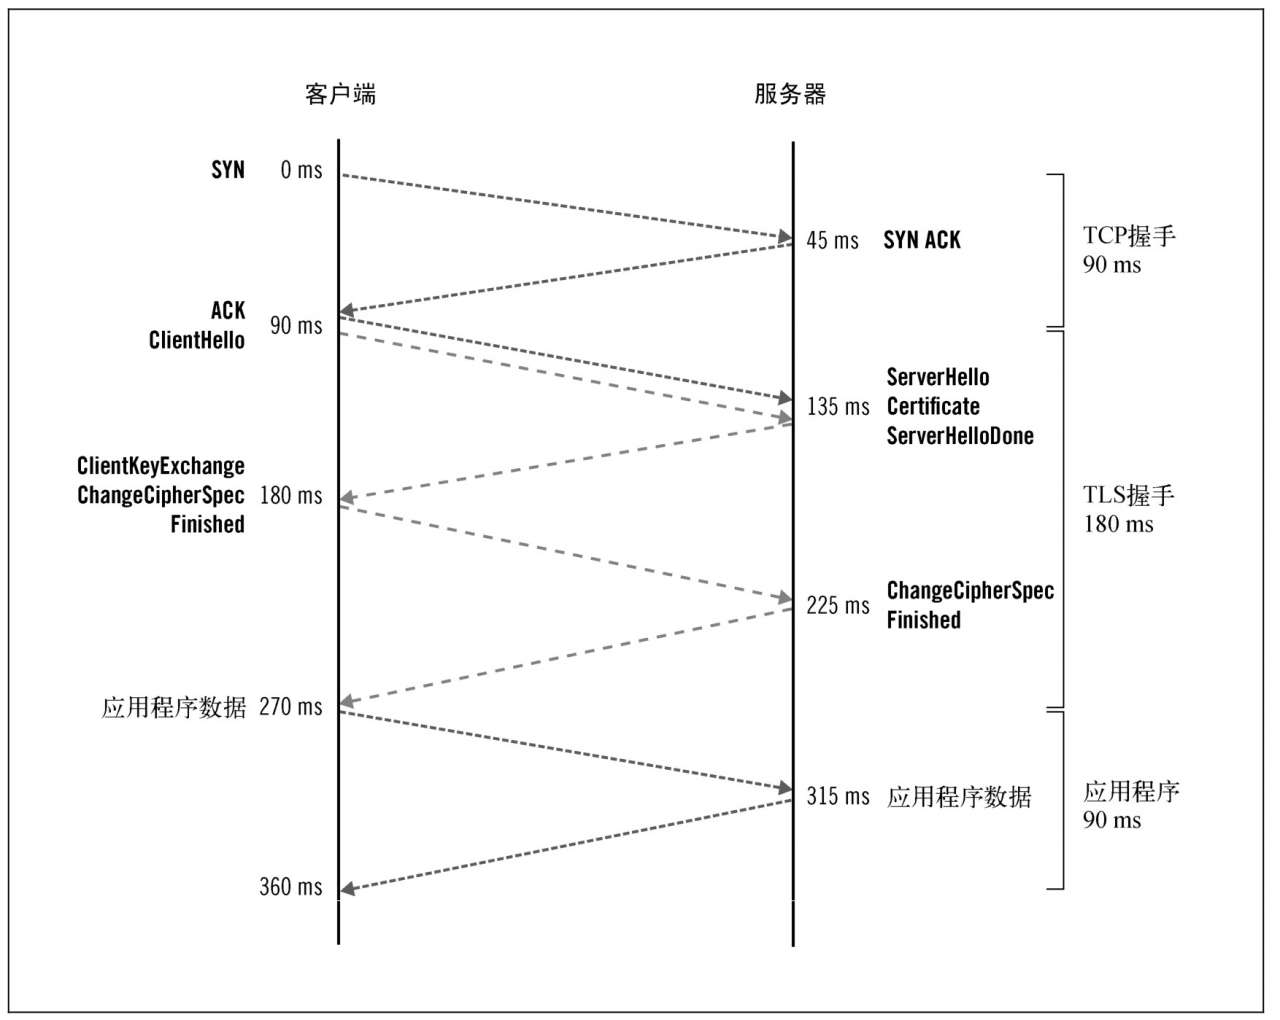 客户端
服务器
SYN 0 ms
45 ms SYN ACK
TCP握手
90 ms
ACK
ClientHello
90 ms
135 ms
ServerHello
Certificate
ServerHelloDone
ClientKeyExchange
ChangeCipherSpec
Finished
180 ms
TLS握手
180 ms
225 ms
ChangeCipherSpec
Finished
应用程序数据 270 ms
315 ms 应用程序数据
应用程序
90 ms
360 ms